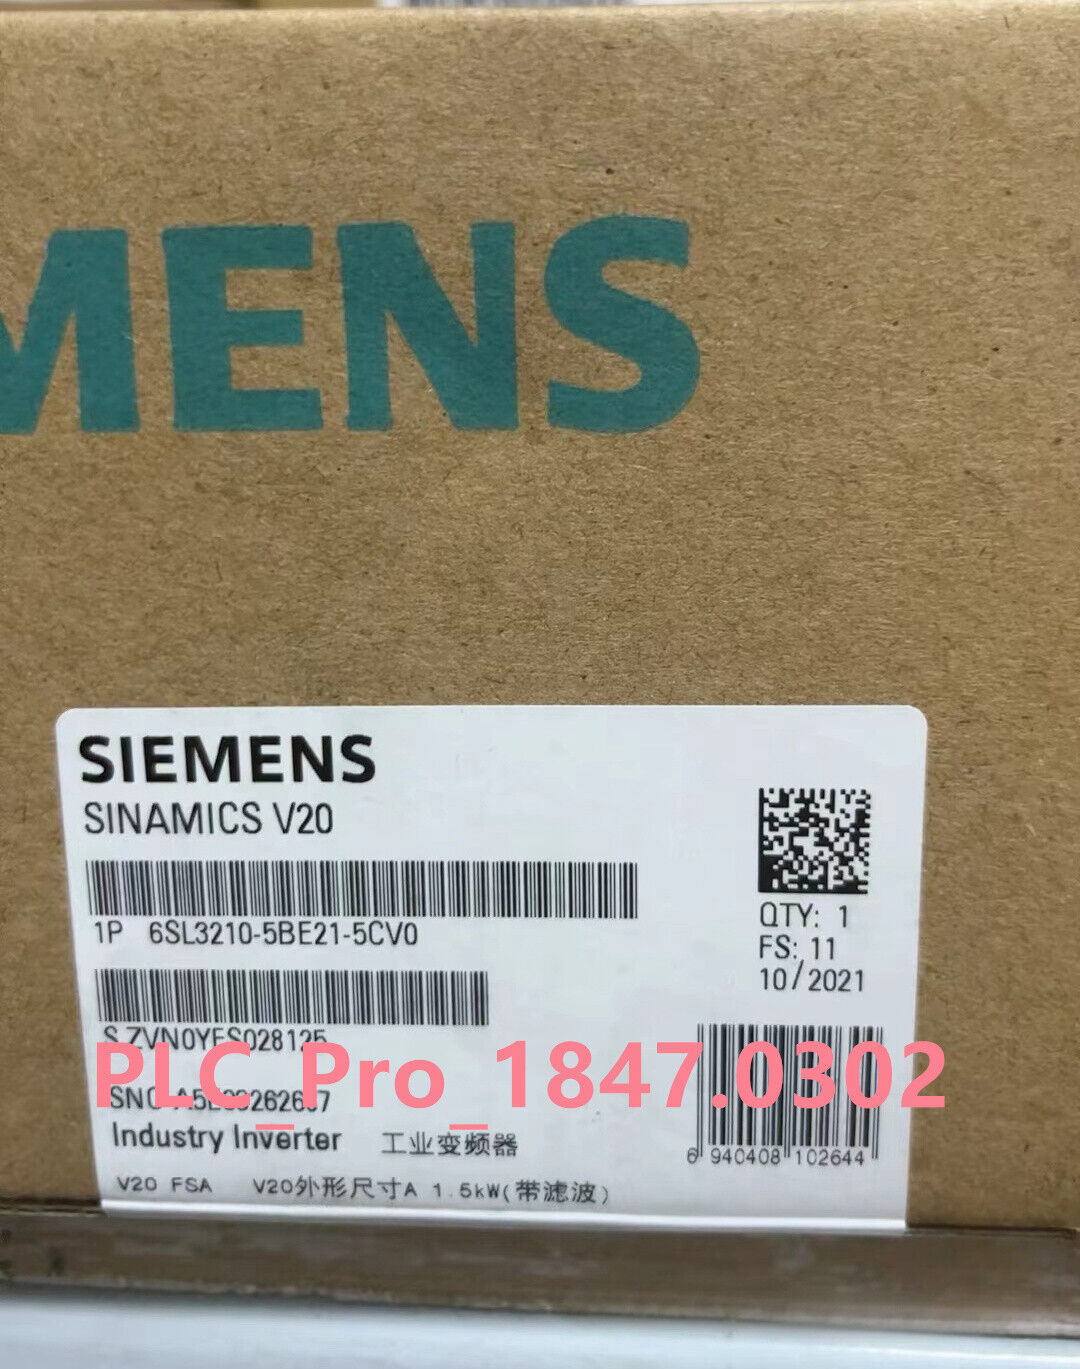 MENS
SIEMENS
SINAMICS V20
1P 6SL3210-5BE21-5CV0
QTY: 1
FS: 11
10/2021
S ZVN0YES028125
PLC_Pro_1847.0302
Industry Inverter 工业变频器
6 940408 102644
V20 FSA V20外形尺寸A 1.5kW(带滤波)